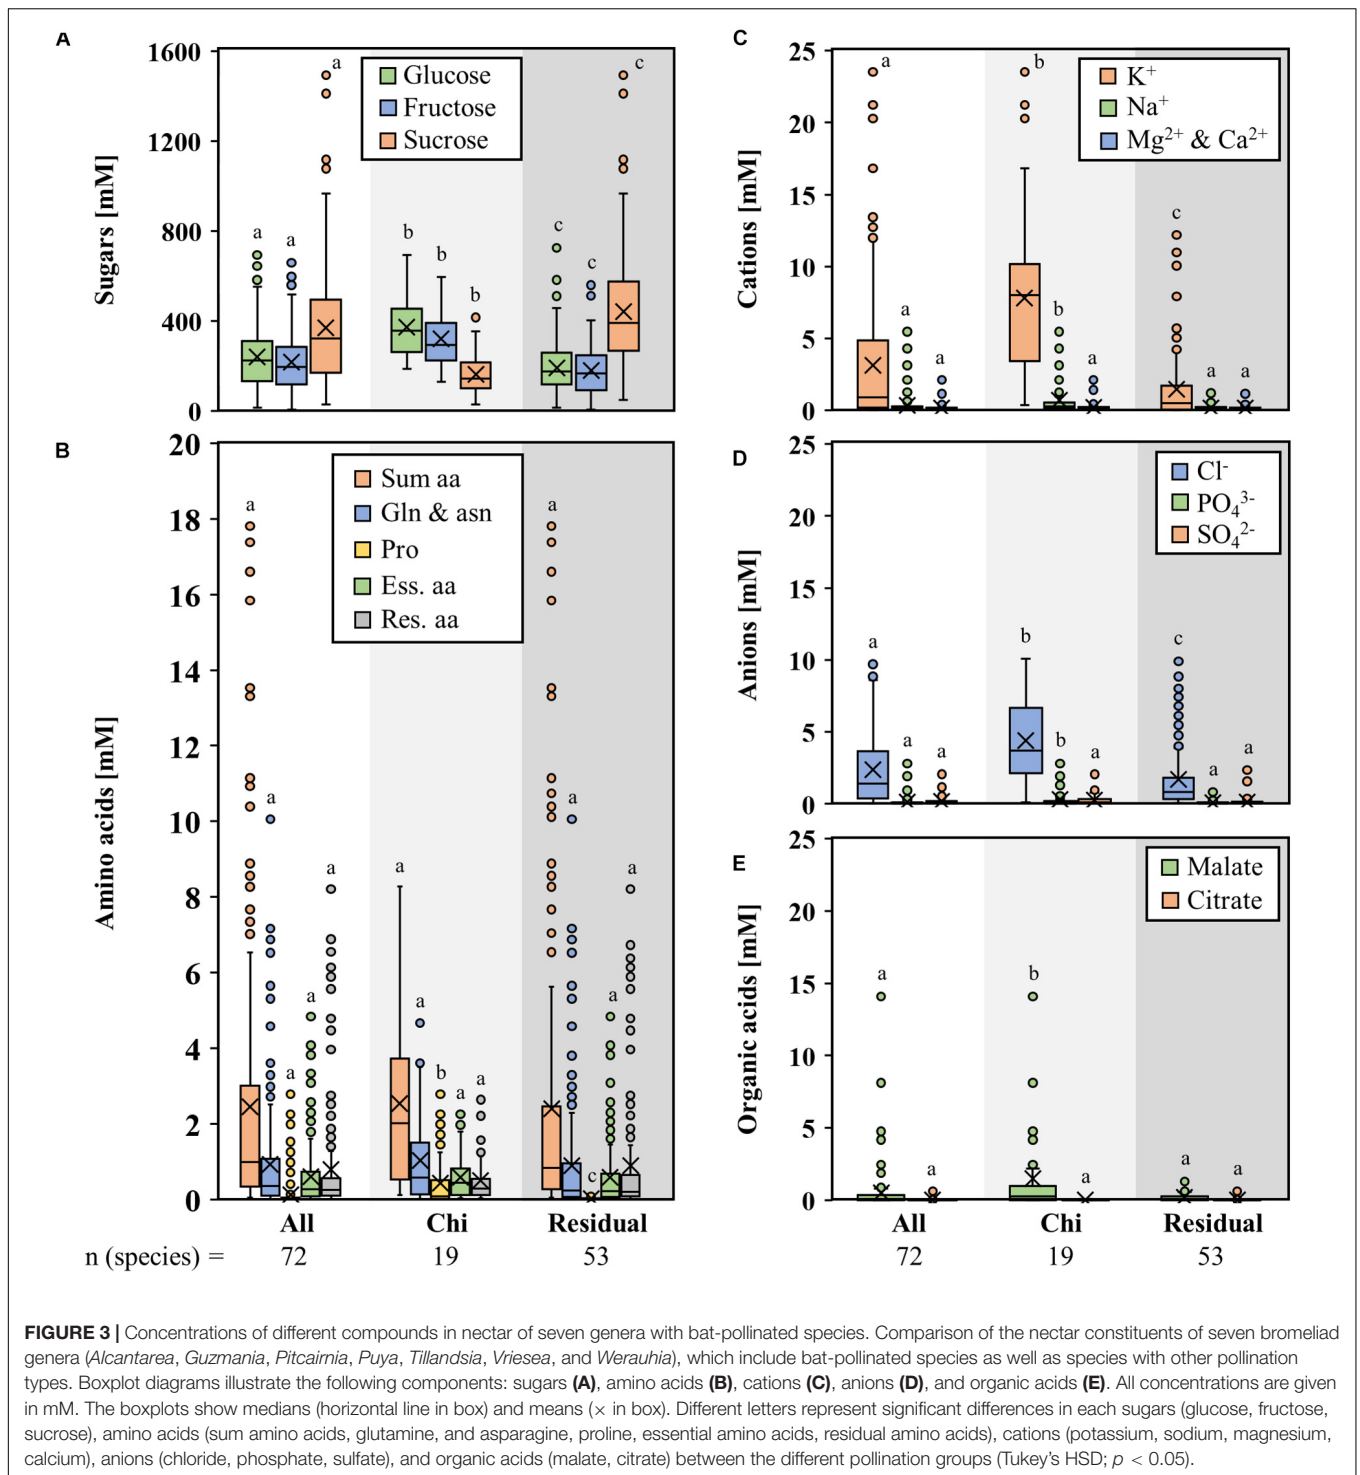 A
1600
1200
800
400
0
Sugars [mM]
Glucose
Fructose
Sucrose
a a a
b b b
c c c
B
20
18
16
14
12
10
8
6
4
2
0
Amino acids [mM]
Sum aa
Gln & asn
Pro
Ess. aa
Res. aa
a a a a a
a a b a a
a a c a a
All Chi Residual
n (species) = 72 19 53
C
25
20
15
10
5
0
Cations [mM]
K⁺
Na⁺
Mg²⁺ & Ca²⁺
a a a
b b a
c a a
D
25
20
15
10
5
0
Anions [mM]
Cl⁻
PO₄³⁻
SO₄²⁻
a a a
b b a
c a a
E
25
20
15
10
5
0
Organic acids [mM]
Malate
Citrate
a a
b a
a a
All Chi Residual
72 19 53
FIGURE 3 | Concentrations of different compounds in nectar of seven genera with bat-pollinated species. Comparison of the nectar constituents of seven bromeliad
genera (Alcantarea, Guzmania, Pitcairnia, Puya, Tillandsia, Vriesea, and Werauhia), which include bat-pollinated species as well as species with other pollination
types. Boxplot diagrams illustrate the following components: sugars (A), amino acids (B), cations (C), anions (D), and organic acids (E). All concentrations are given
in mM. The boxplots show medians (horizontal line in box) and means (× in box). Different letters represent significant differences in each sugars (glucose, fructose,
sucrose), amino acids (sum amino acids, glutamine, and asparagine, proline, essential amino acids, residual amino acids), cations (potassium, sodium, magnesium,
calcium), anions (chloride, phosphate, sulfate), and organic acids (malate, citrate) between the different pollination groups (Tukey's HSD; p < 0.05).